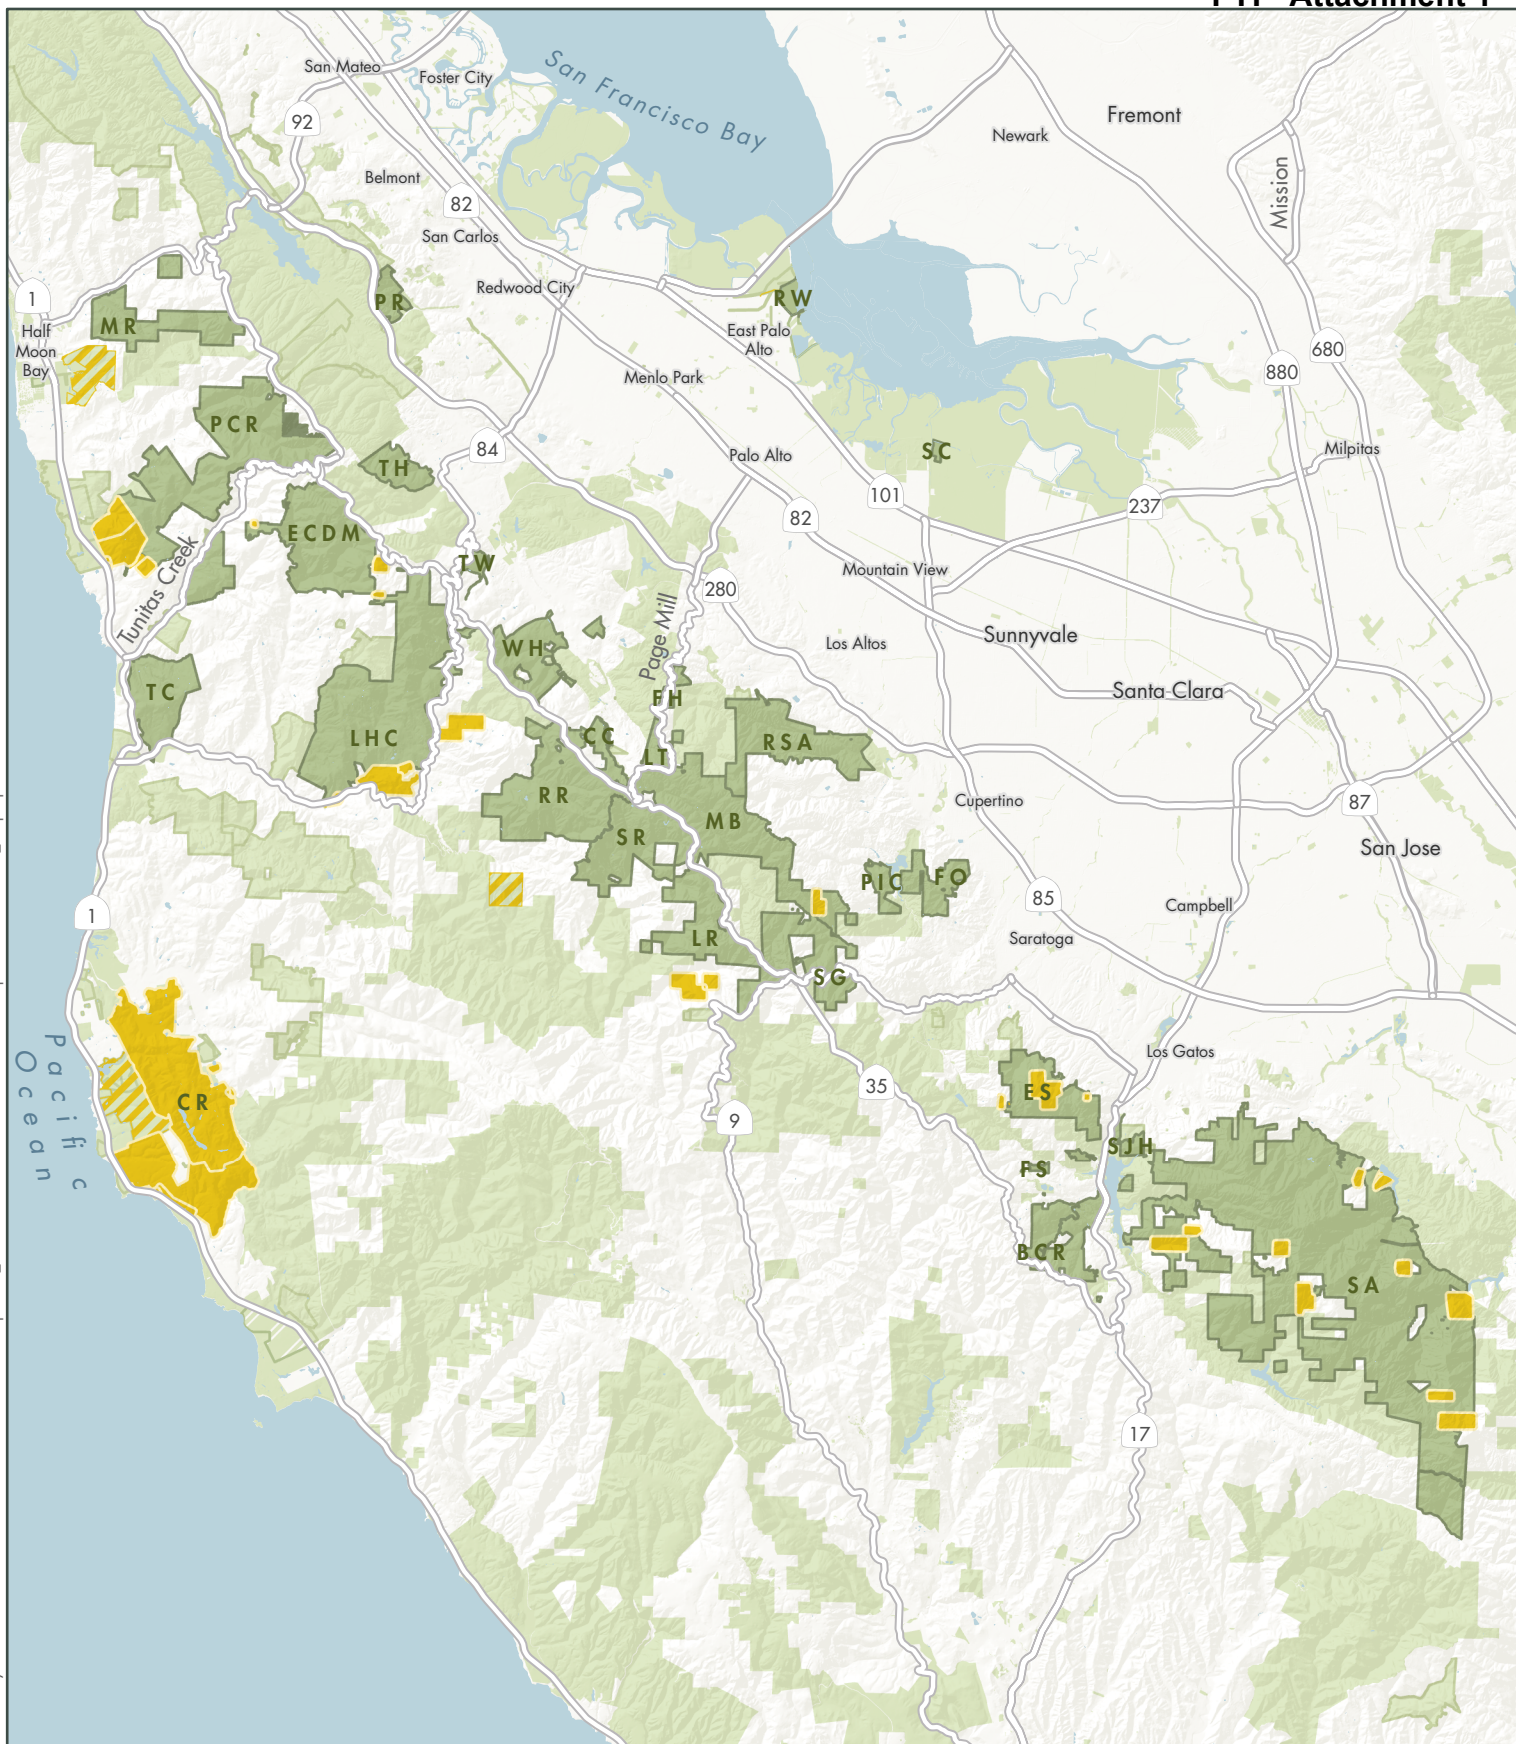 San Mateo
Foster City
San Francisco Bay
92
Fremont
Newark
Mission
Belmont
82
San Carlos
Redwood City
PR
RW
1
Half
Moon
Bay
MR
East Palo
Alto
680
880
Menlo Park
PCR
84
TH
Palo Alto
SC
Milpitas
101
237
82
ECDM
TW
Mountain View
280
Tunitas Creek
Page Mill
Sunnyvale
Los Altos
WH
TC
FH
Santa Clara
LHC
CC
LT
RSA
RR
Cupertino
87
MB
SR
San Jose
PIC
FO
85
Campbell
1
LR
Saratoga
SG
Pacific
Ocean
Los Gatos
35
ES
CR
9
SJH
FS
BCR
SA
17